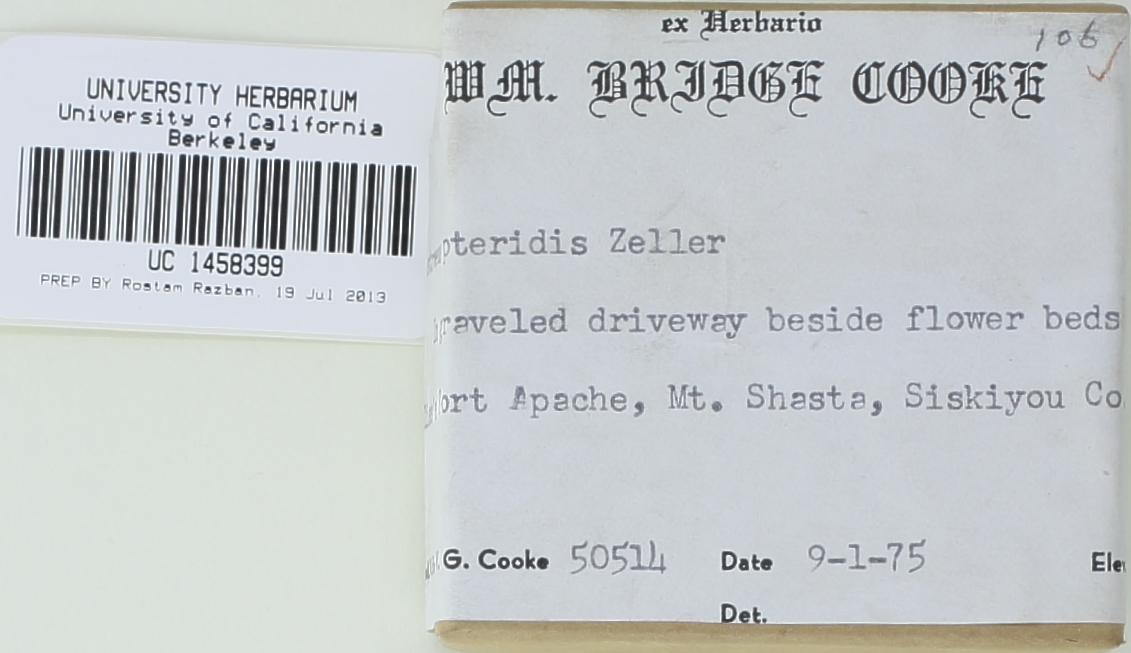 UNIVERSITY HERBARIUM
University of California
Berkeley
UC 1458399
PREP BY Rostam Razban, 19 Jul 2013
ex Herbario
106
WM. BRIDGE COOKE
pteridis Zeller
graveled driveway beside flower beds
ort Apache, Mt. Shasta, Siskiyou Co
G. Cooke 50514 Date 9-1-75 Ele
Det.